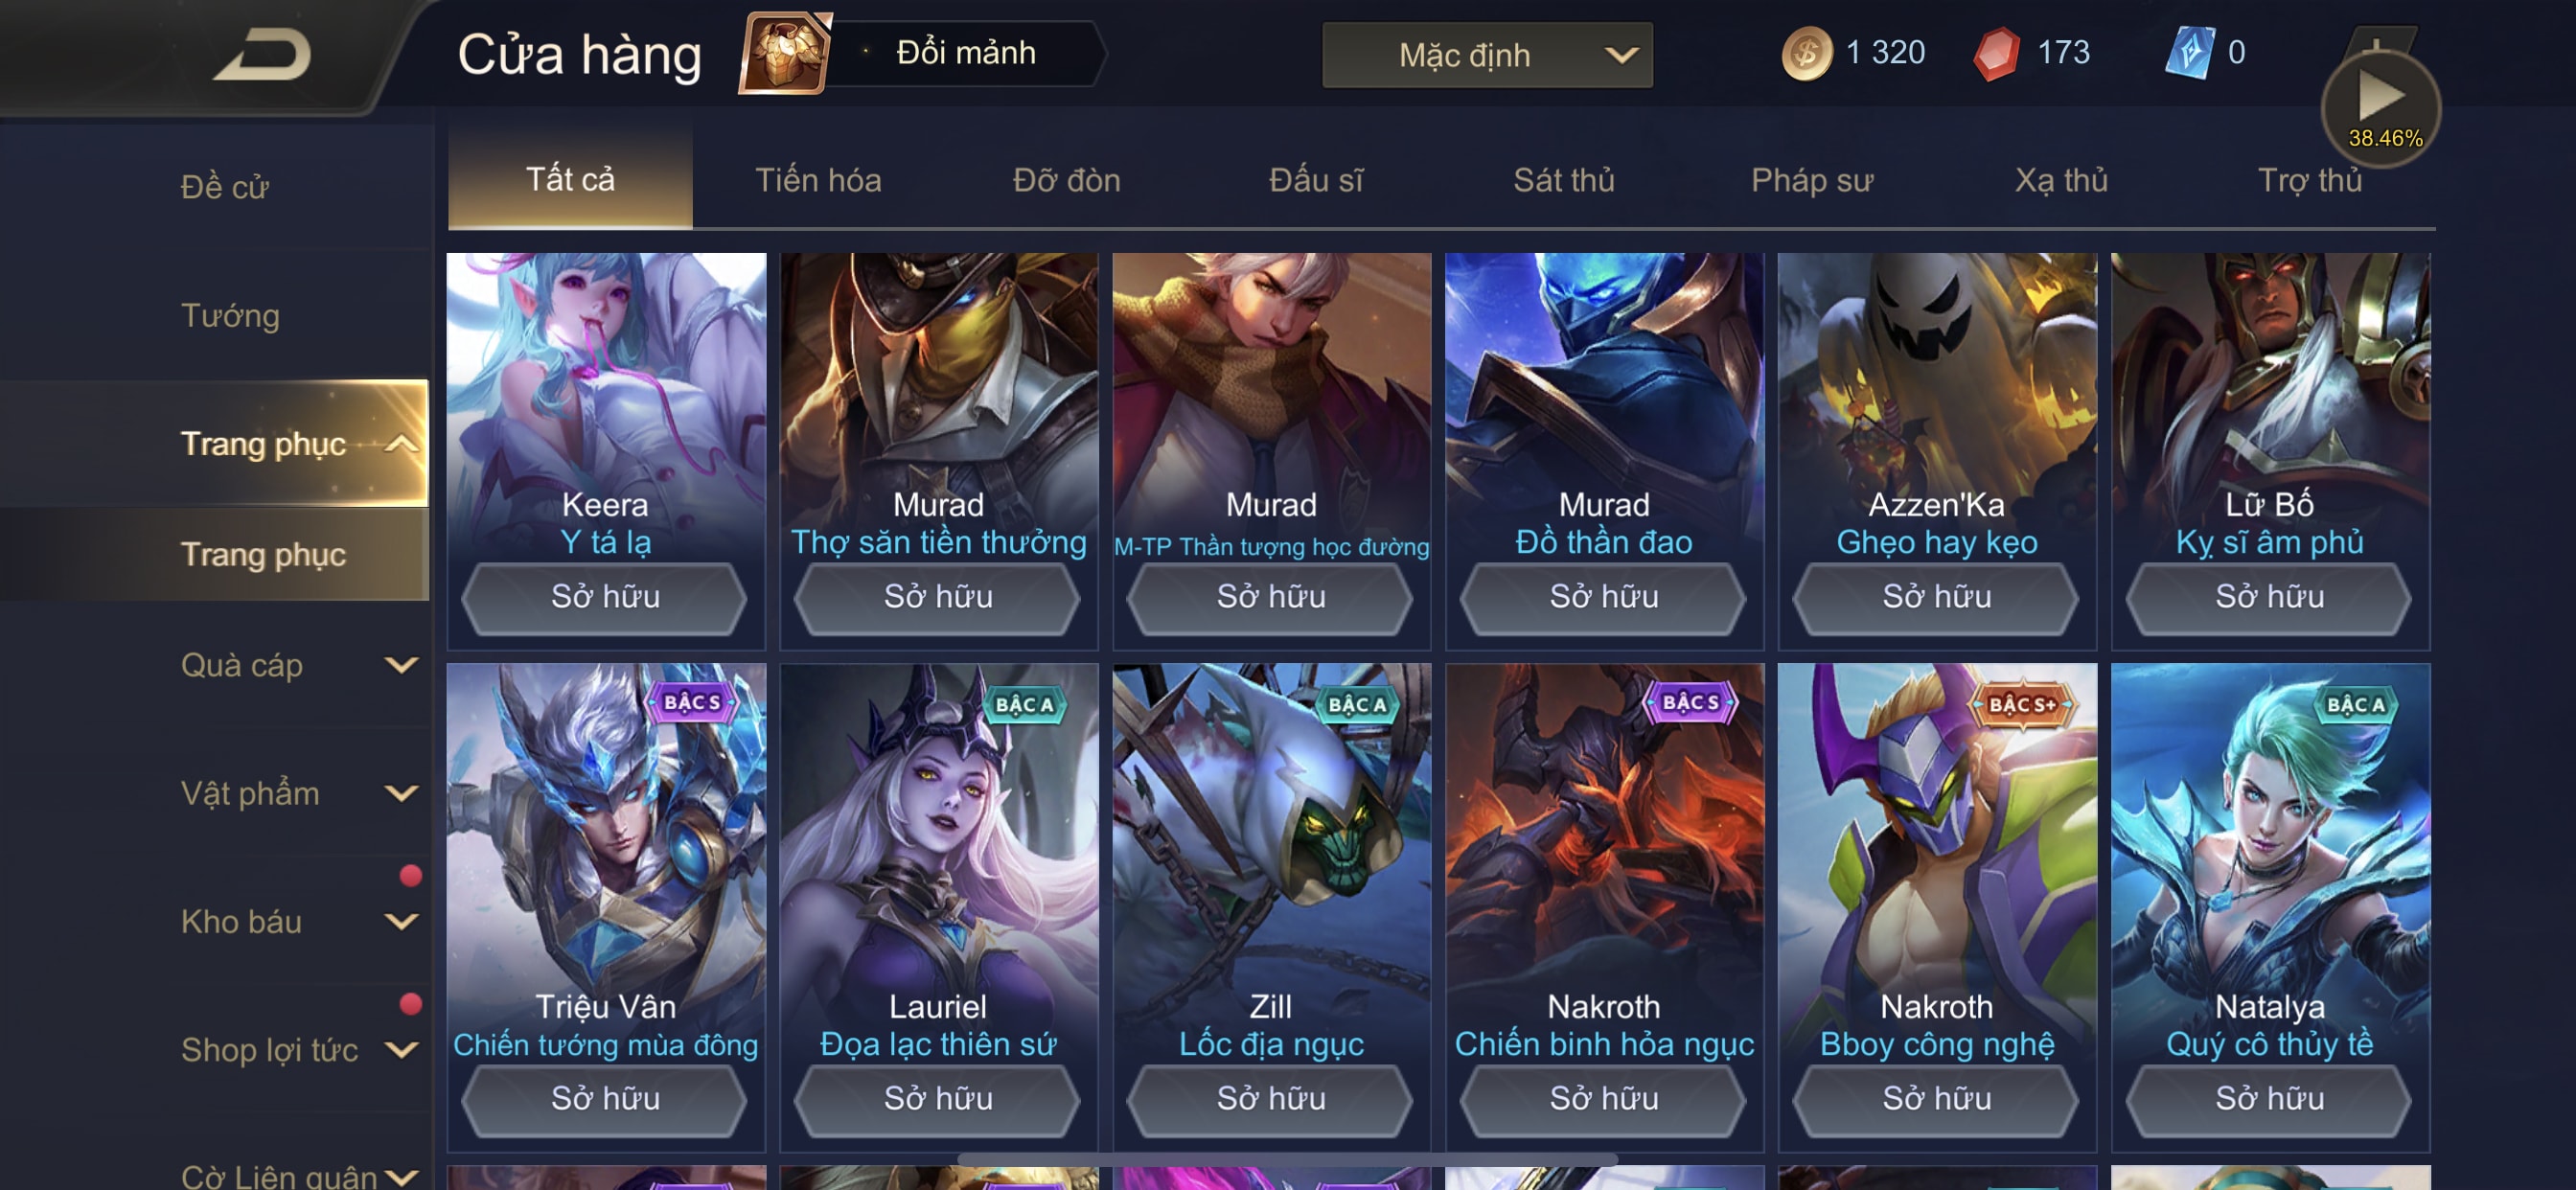 Cửa hàng
Đổi mảnh
Mặc định
1 320
173
0
38.46%
Đề cử
Tướng
Trang phục
Trang phục
Quà cáp
Vật phẩm
Kho báu
Shop lợi tức
Cờ Liên quân
Tất cả
Tiến hóa
Đỡ đòn
Đấu sĩ
Sát thủ
Pháp sư
Xạ thủ
Trợ thủ
Keera
Y tá lạ
Sở hữu
Murad
Thợ săn tiền thưởng
Sở hữu
Murad
M-TP Thần tượng học đường
Sở hữu
Murad
Đồ thần đao
Sở hữu
Azzen'Ka
Ghẹo hay kẹo
Sở hữu
Lữ Bố
Kỵ sĩ âm phủ
Sở hữu
BẬC S
Triệu Vân
Chiến tướng mùa đông
Sở hữu
BẬC A
Lauriel
Đọa lạc thiên sứ
Sở hữu
BẬC A
Zill
Lốc địa ngục
Sở hữu
BẬC S
Nakroth
Chiến binh hỏa ngục
Sở hữu
BẬC S+
Nakroth
Bboy công nghệ
Sở hữu
BẬC A
Natalya
Quý cô thủy tề
Sở hữu